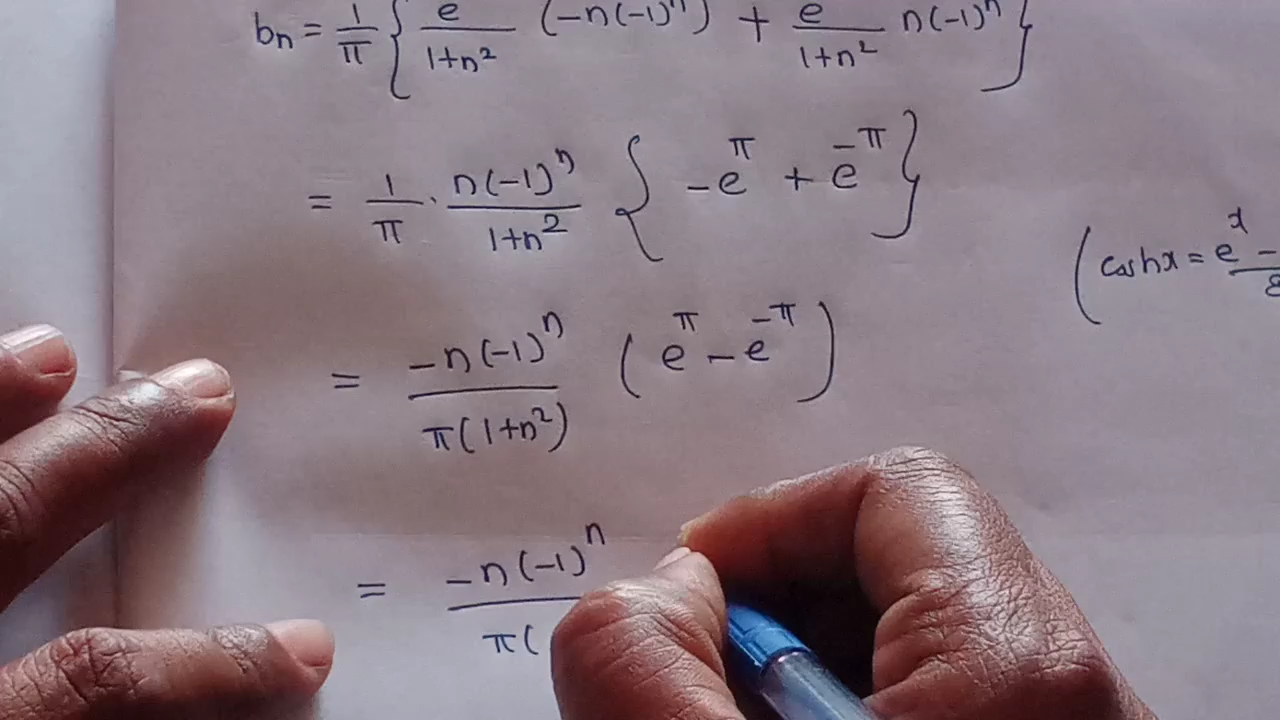 bn = 1/π { e/1+n² (-n(-1)ⁿ) + e/1+n² n(-1)ⁿ }
= 1/π · n(-1)ⁿ/1+n² { -e^π + e^-π }
(coshx = e^x -
= -n(-1)ⁿ/π(1+n²) (e^π - e^-π)
= -n(-1)ⁿ/π(